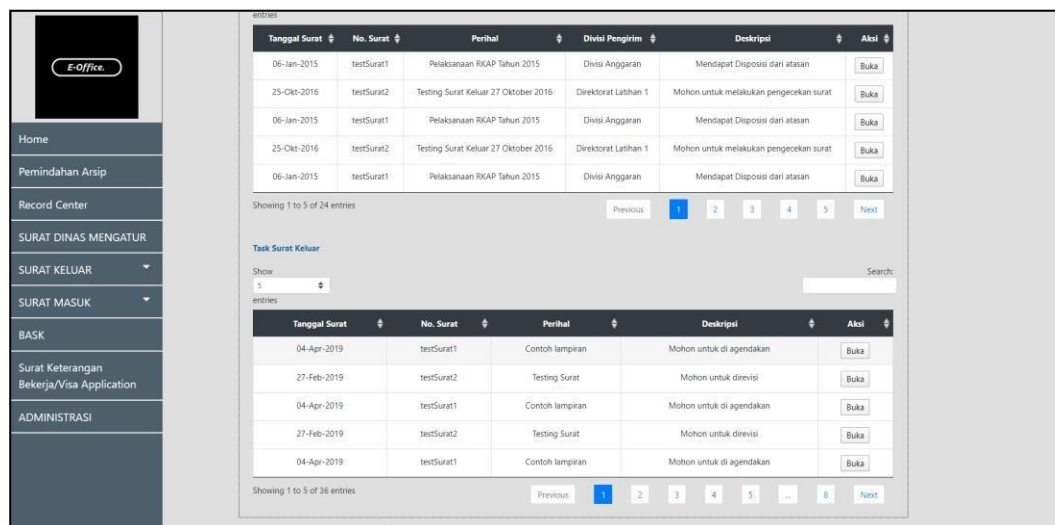 E-Office.
Home
Pemindahan Arsip
Record Center
SURAT DINAS MENGATUR
SURAT KELUAR
SURAT MASUK
BASK
Surat Keterangan
Bekerja/Visa Application
ADMINISTRASI
entries
Tanggal Surat No. Surat Perihal Divisi Pengirim Deskripsi Aksi
06-Jan-2015 testSurat1 Pelaksanaan RKAP Tahun 2015 Divisi Anggaran Mendapat Disposisi dari atasan Buka
25-Okt-2016 testSurat2 Testing Surat Keluar 27 Oktober 2016 Direktorat Latihan 1 Mohon untuk melakukan pengecekan surat Buka
06-Jan-2015 testSurat1 Pelaksanaan RKAP Tahun 2015 Divisi Anggaran Mendapat Disposisi dari atasan Buka
25-Okt-2016 testSurat2 Testing Surat Keluar 27 Oktober 2016 Direktorat Latihan 1 Mohon untuk melakukan pengecekan surat Buka
06-Jan-2015 testSurat1 Pelaksanaan RKAP Tahun 2015 Divisi Anggaran Mendapat Disposisi dari atasan Buka
Showing 1 to 5 of 24 entries Previous 1 2 3 4 5 Next
Task Surat Keluar
Show Search:
5
entries
Tanggal Surat No. Surat Perihal Deskripsi Aksi
04-Apr-2019 testSurat1 Contoh lampiran Mohon untuk di agendakan Buka
27-Feb-2019 testSurat2 Testing Surat Mohon untuk direvisi Buka
04-Apr-2019 testSurat1 Contoh lampiran Mohon untuk di agendakan Buka
27-Feb-2019 testSurat2 Testing Surat Mohon untuk direvisi Buka
04-Apr-2019 testSurat1 Contoh lampiran Mohon untuk di agendakan Buka
Showing 1 to 5 of 36 entries Previous 1 2 3 4 5 ... 8 Next